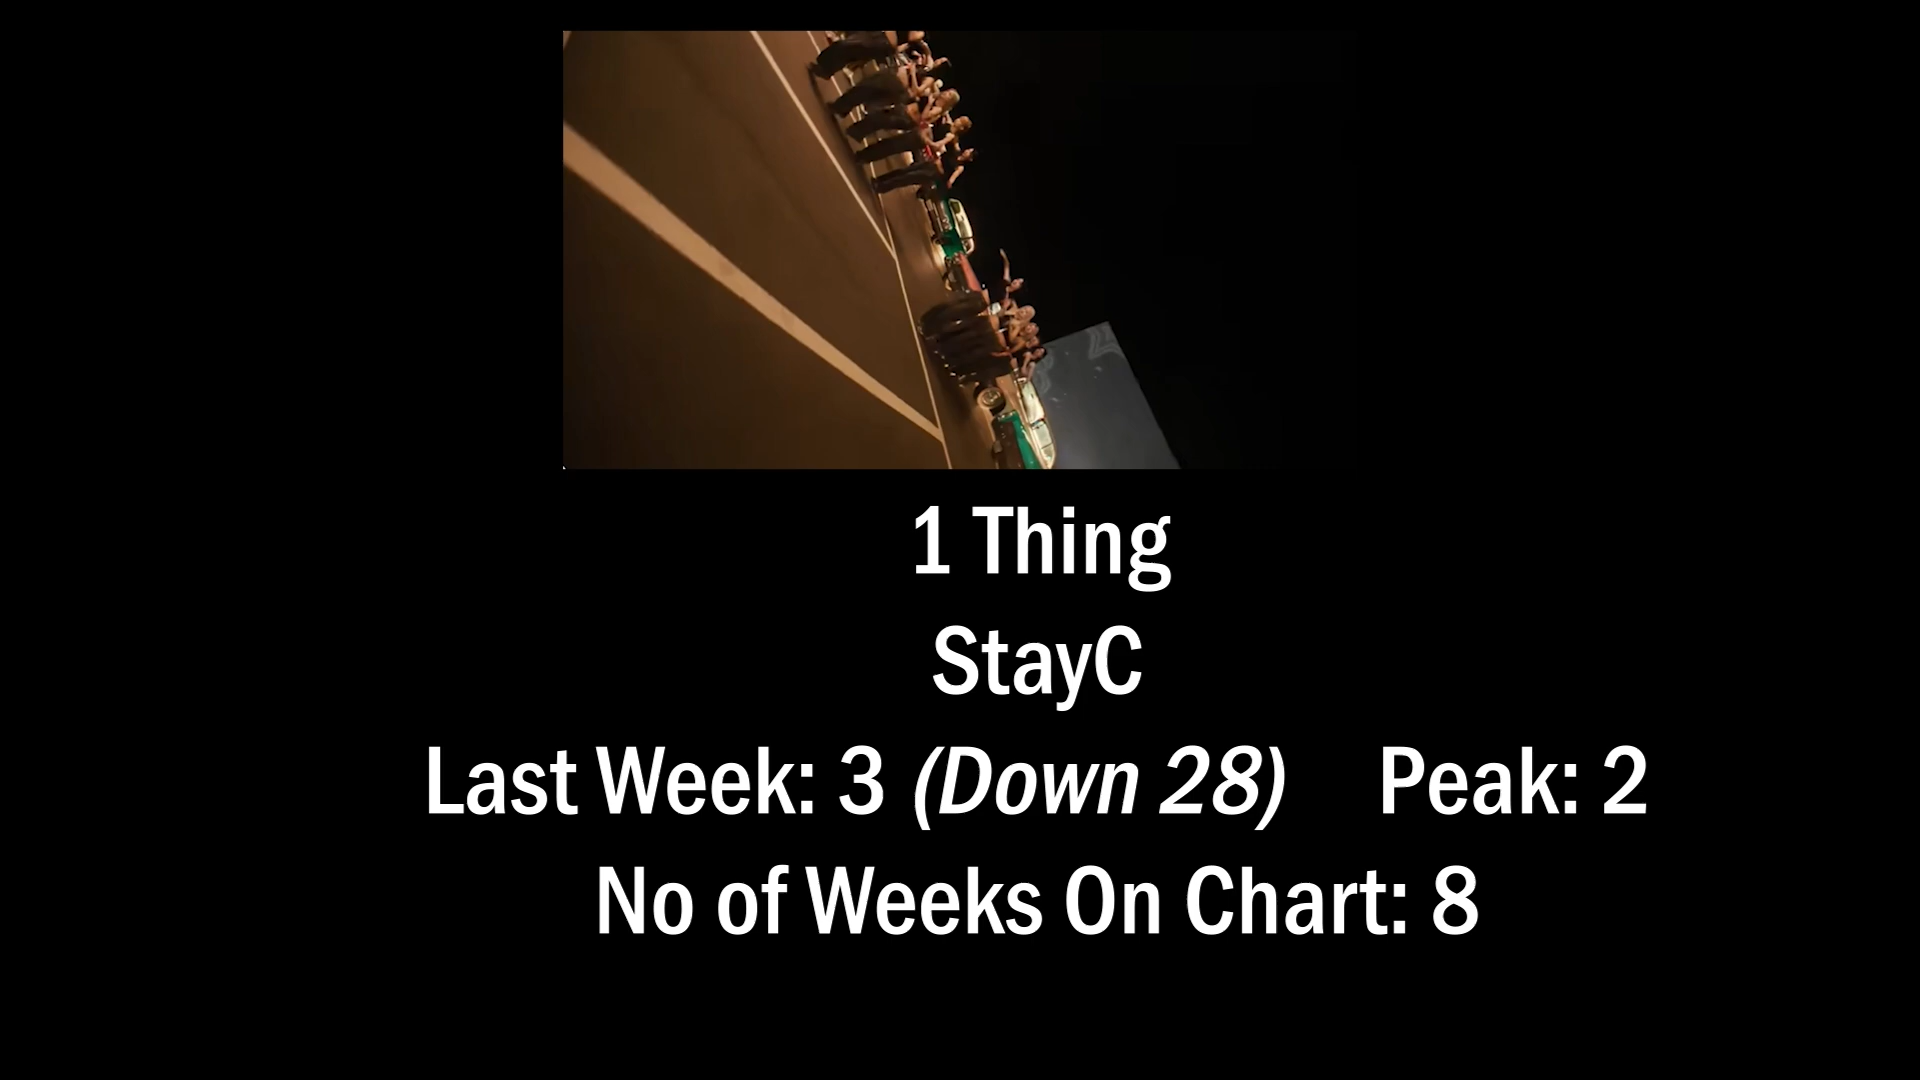 1 Thing
StayC
Last Week: 3 (Down 28) Peak: 2
No of Weeks On Chart: 8